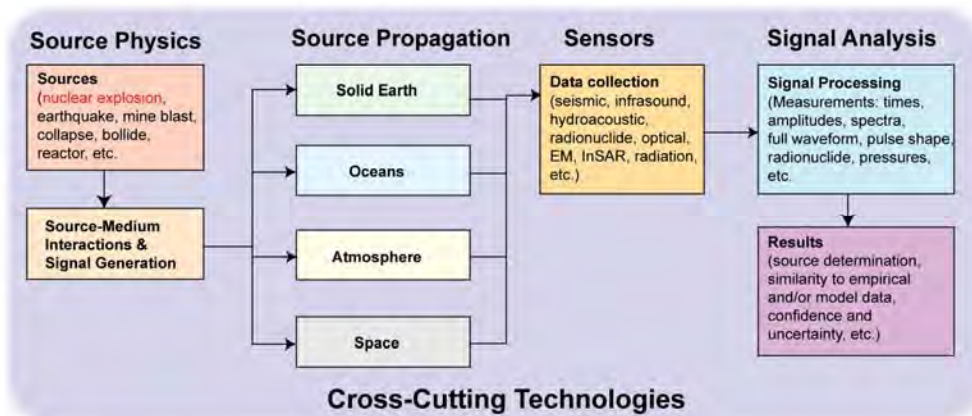 Source Physics
Sources
(nuclear explosion,
earthquake, mine blast,
collapse, bollide,
reactor, etc.
Source-Medium
Interactions &
Signal Generation
Source Propagation
Solid Earth
Oceans
Atmosphere
Space
Sensors
Data collection
(seismic, infrasound,
hydroacoustic,
radionuclide, optical,
EM, InSAR, radiation,
etc.)
Signal Analysis
Signal Processing
(Measurements: times,
amplitudes, spectra,
full waveform, pulse shape,
radionuclide, pressures,
etc.
Results
(source determination,
similarity to empirical
and/or model data,
confidence and
uncertainty, etc.)
Cross-Cutting Technologies